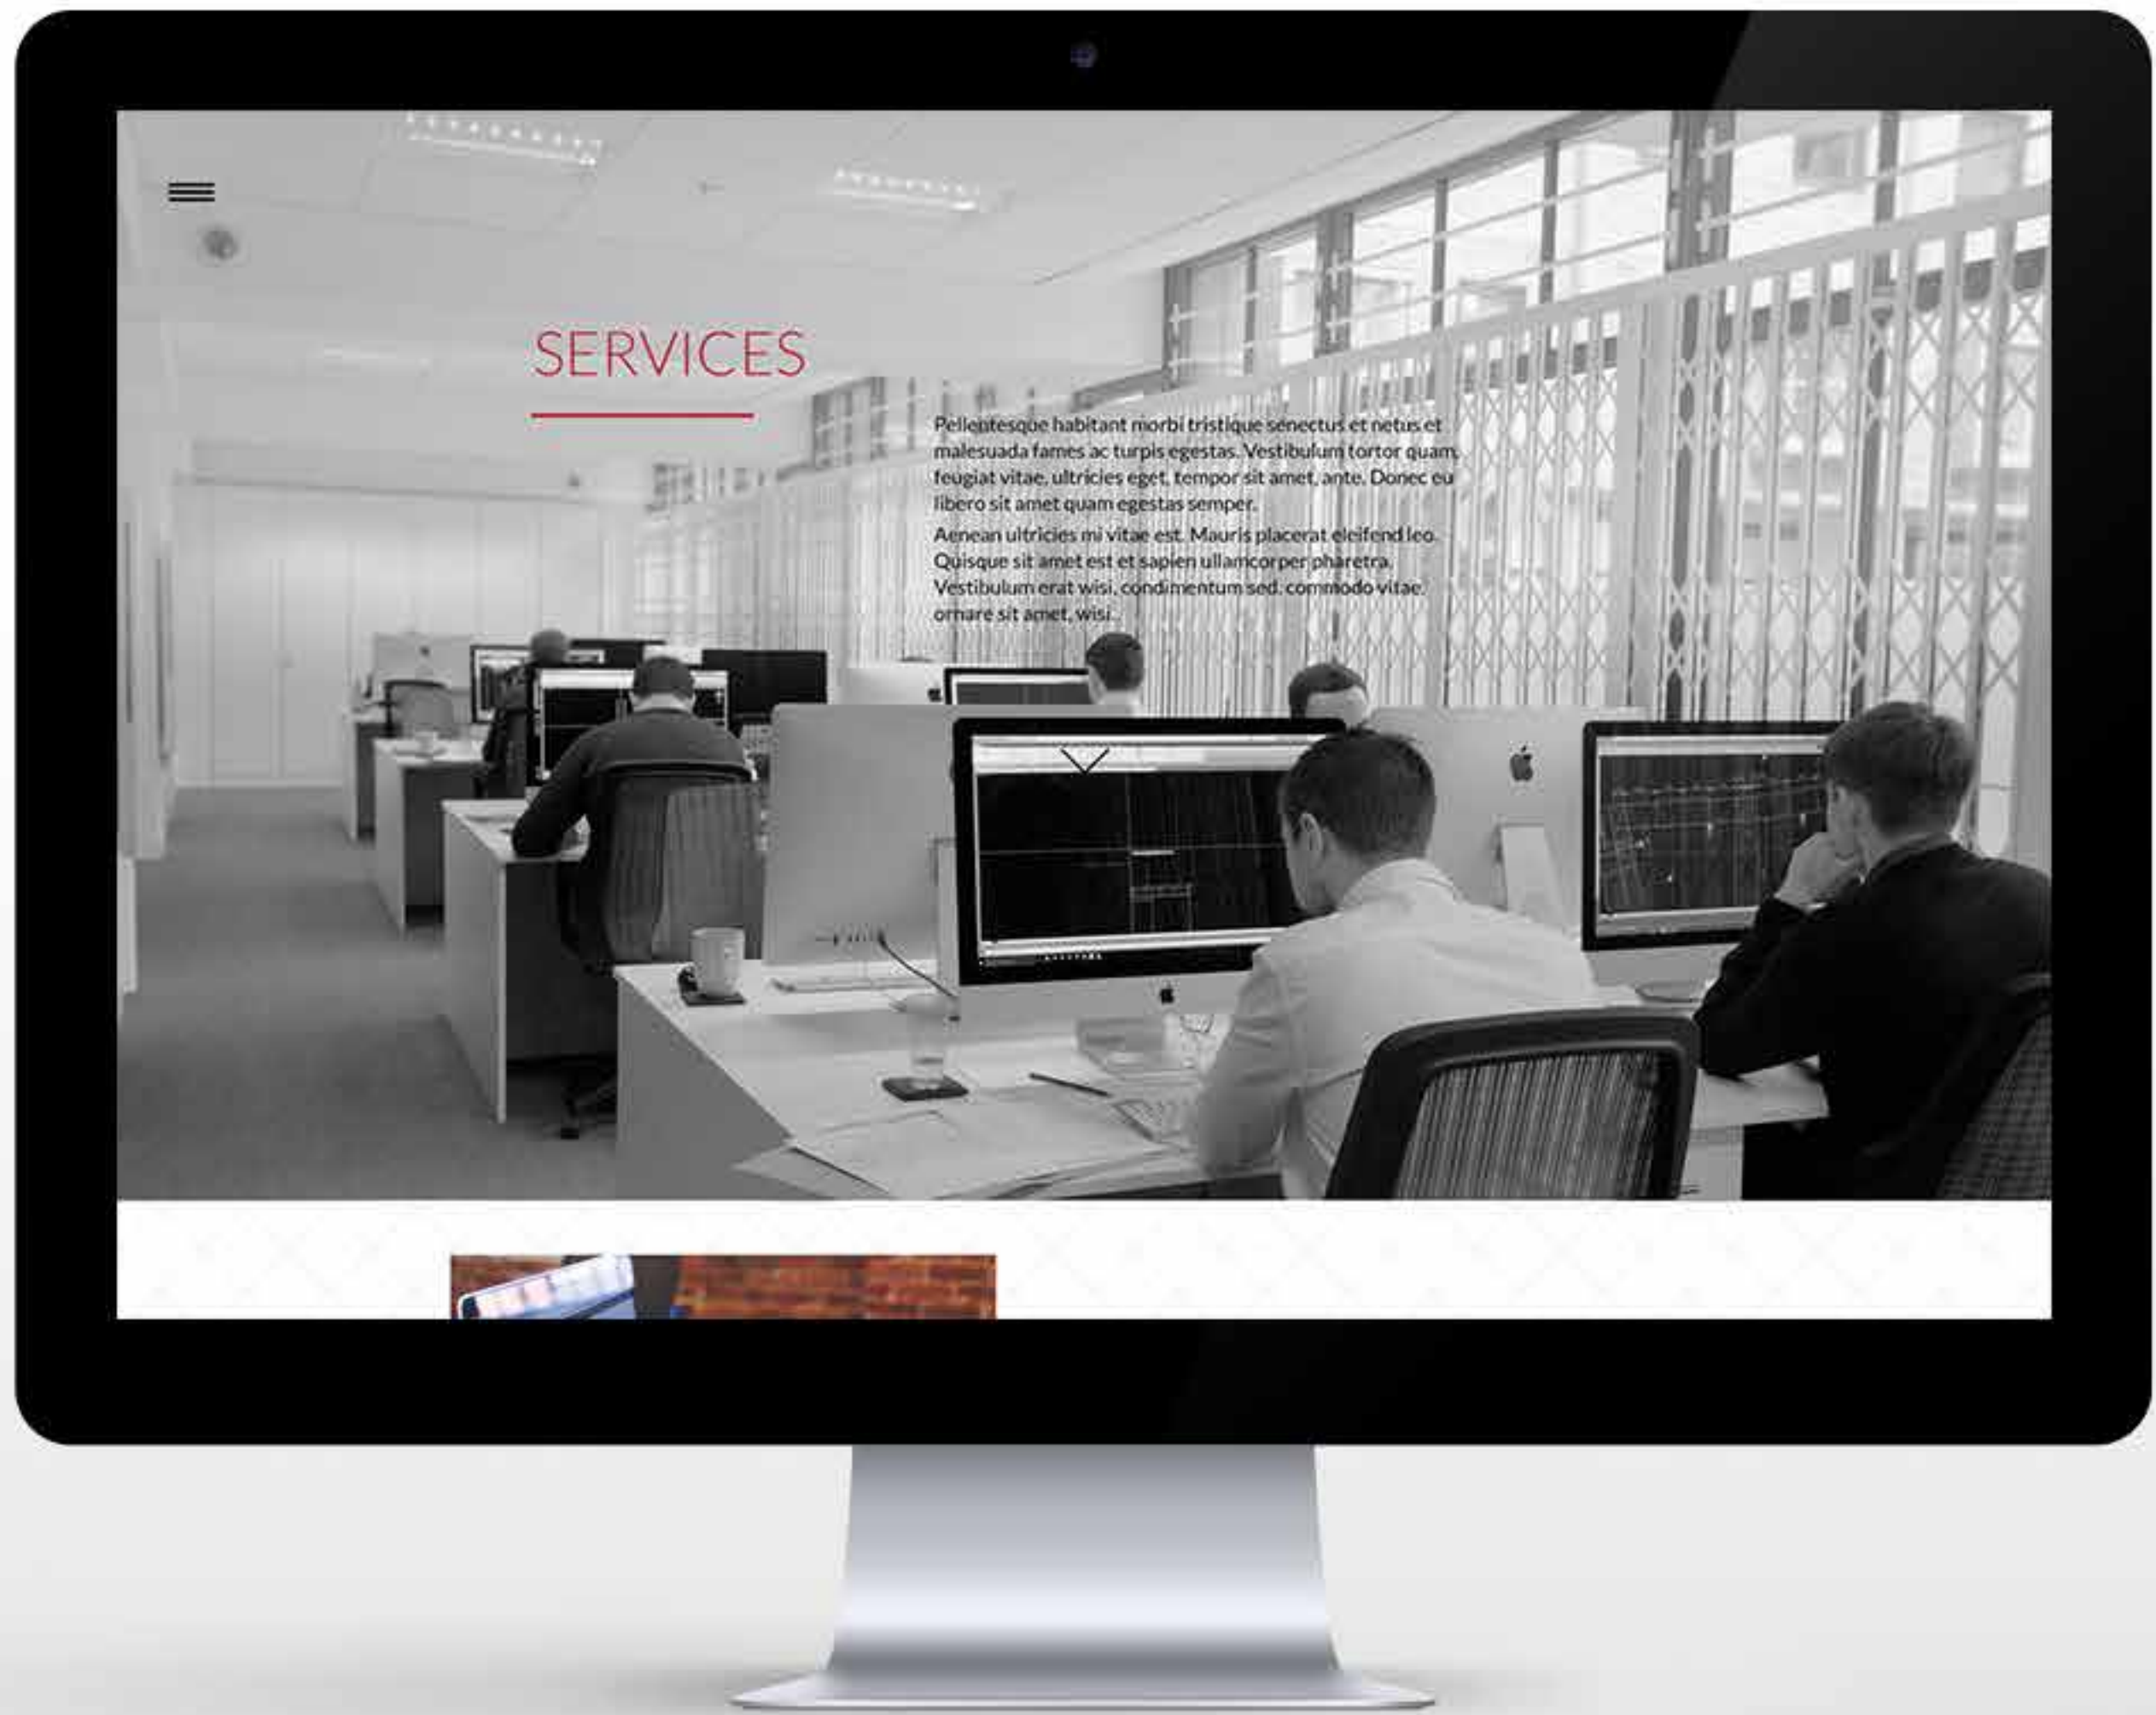 SERVICES
Pellentesque habitant morbi tristique senectus et netus et
malesuada fames ac turpis egestas. Vestibulum tortor quam,
feugiat vitae, ultricies eget, tempor sit amet, ante. Donec eu
libero sit amet quam egestas semper.
Aenean ultricies mi vitae est. Mauris placerat eleifend leo.
Quisque sit amet est et sapien ullamcorper pharetra.
Vestibulum erat wisi, condimentum sed, commodo vitae,
ornare sit amet, wisi.